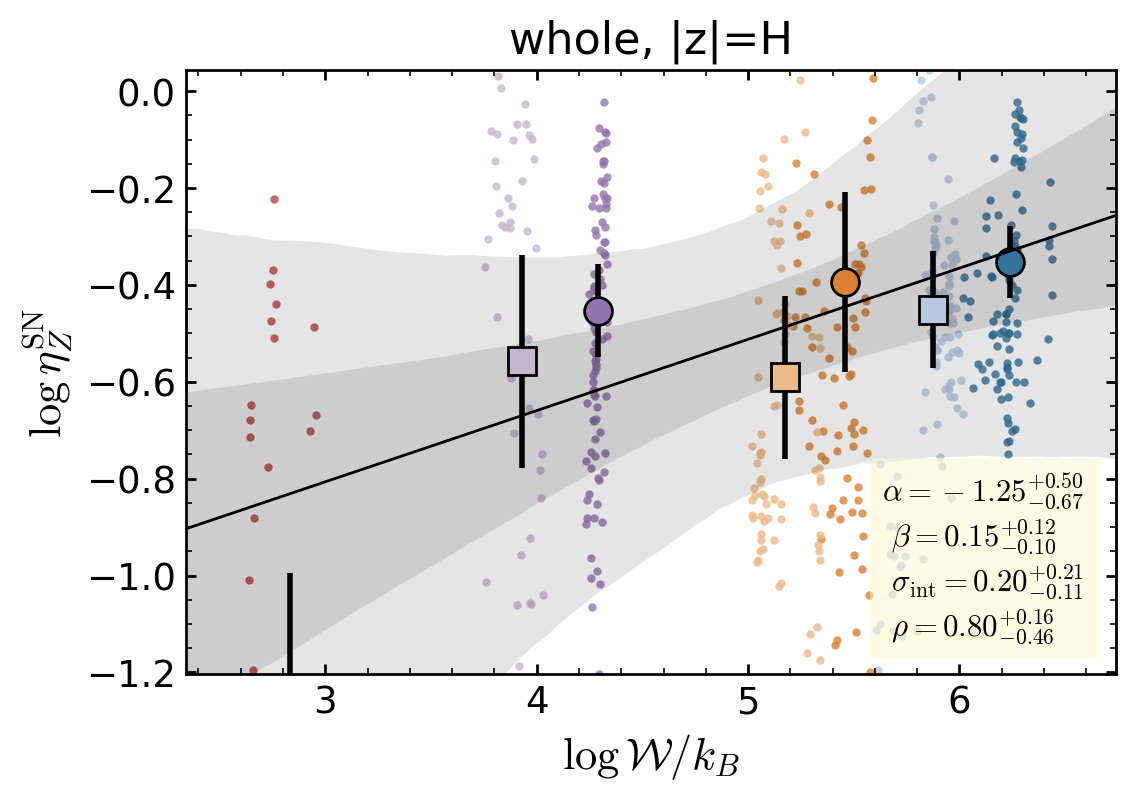 whole, |z|=H
0.0
−0.2
−0.4
−0.6
−0.8
−1.0
−1.2
log η_Z^SN
α = −1.25^{+0.50}_{−0.67}
β = 0.15^{+0.12}_{−0.10}
σ_int = 0.20^{+0.21}_{−0.11}
ρ = 0.80^{+0.16}_{−0.46}
3 4 5 6
log 𝒲/k_B